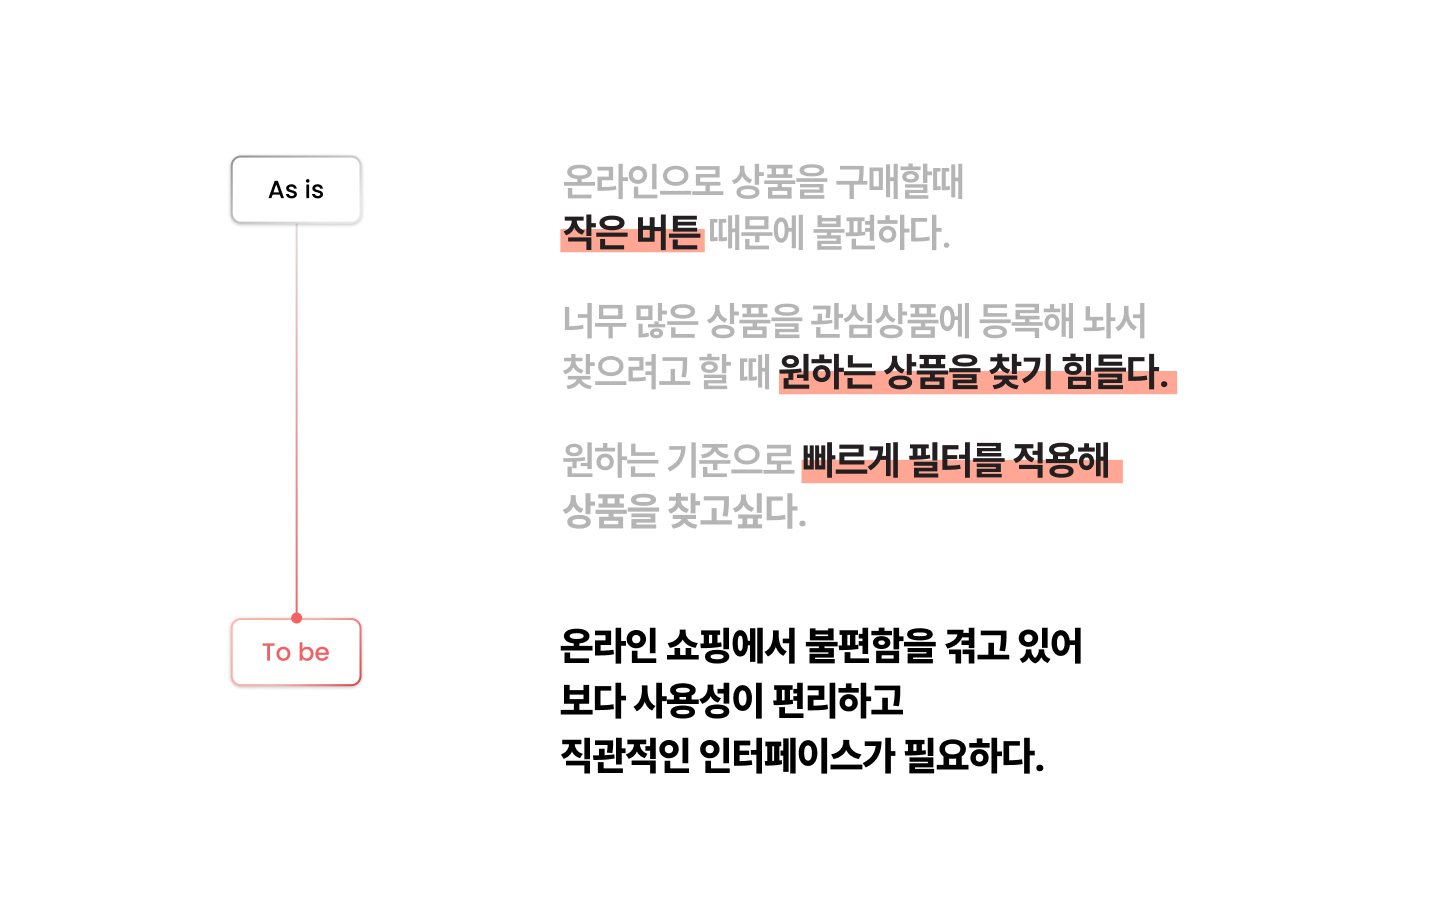 As is
온라인으로 상품을 구매할때
작은 버튼 때문에 불편하다.
너무 많은 상품을 관심상품에 등록해 놔서
찾으려고 할 때 원하는 상품을 찾기 힘들다.
원하는 기준으로 빠르게 필터를 적용해
상품을 찾고싶다.
To be
온라인 쇼핑에서 불편함을 겪고 있어
보다 사용성이 편리하고
직관적인 인터페이스가 필요하다.